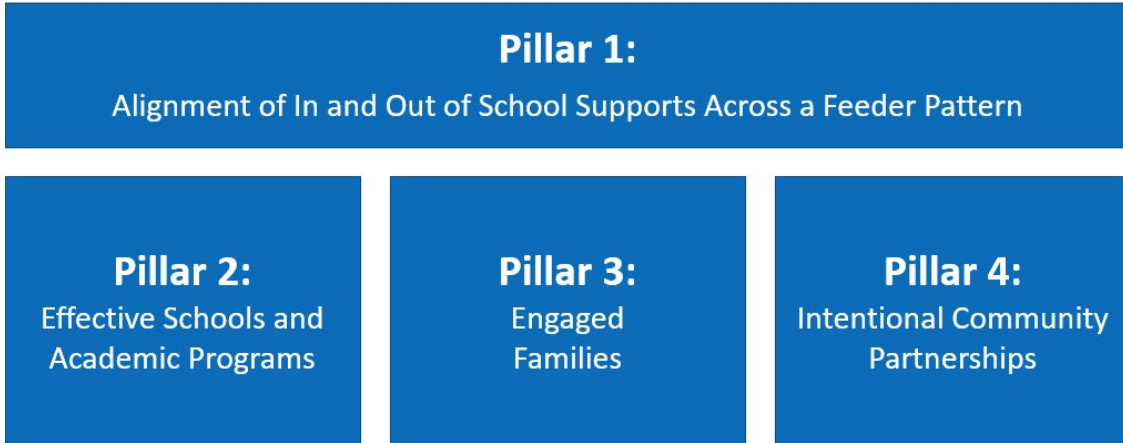 Pillar 1:
Alignment of In and Out of School Supports Across a Feeder Pattern
Pillar 2:
Effective Schools and
Academic Programs
Pillar 3:
Engaged
Families
Pillar 4:
Intentional Community
Partnerships